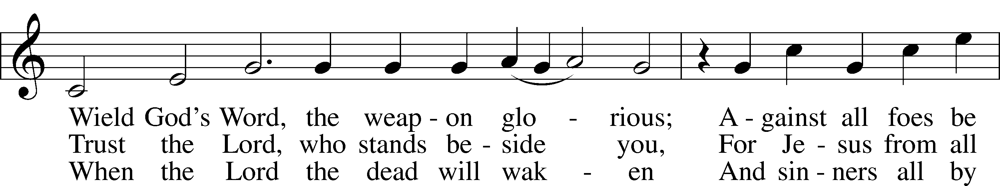 Wield God's Word, the weap - on glo - rious; A - gainst all foes be
Trust the Lord, who stands be - side you, For Je - sus from all
When the Lord the dead will wak - en And sin - ners all by